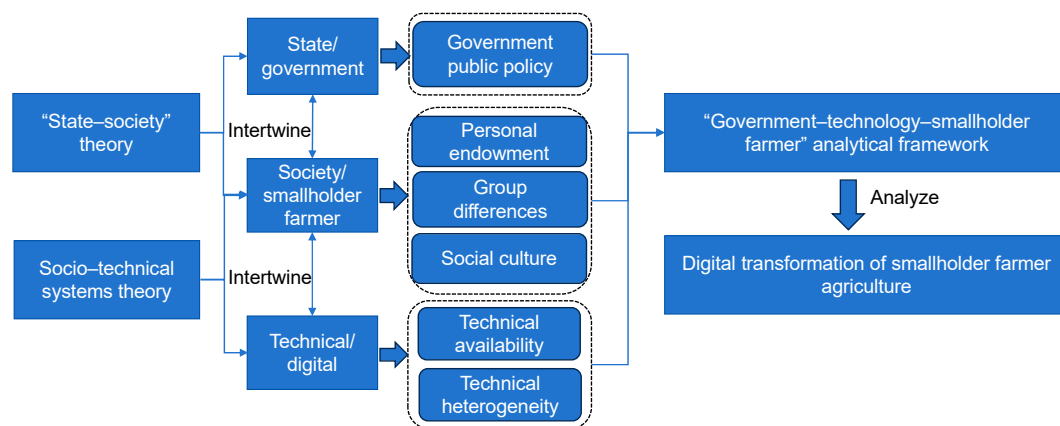 “State–society”
theory
Socio–technical
systems theory
State/
government
Intertwine
Society/
smallholder
farmer
Intertwine
Technical/
digital
Government
public policy
Personal
endowment
Group
differences
Social culture
Technical
availability
Technical
heterogeneity
“Government–technology–smallholder
farmer” analytical framework
Analyze
Digital transformation of smallholder farmer
agriculture